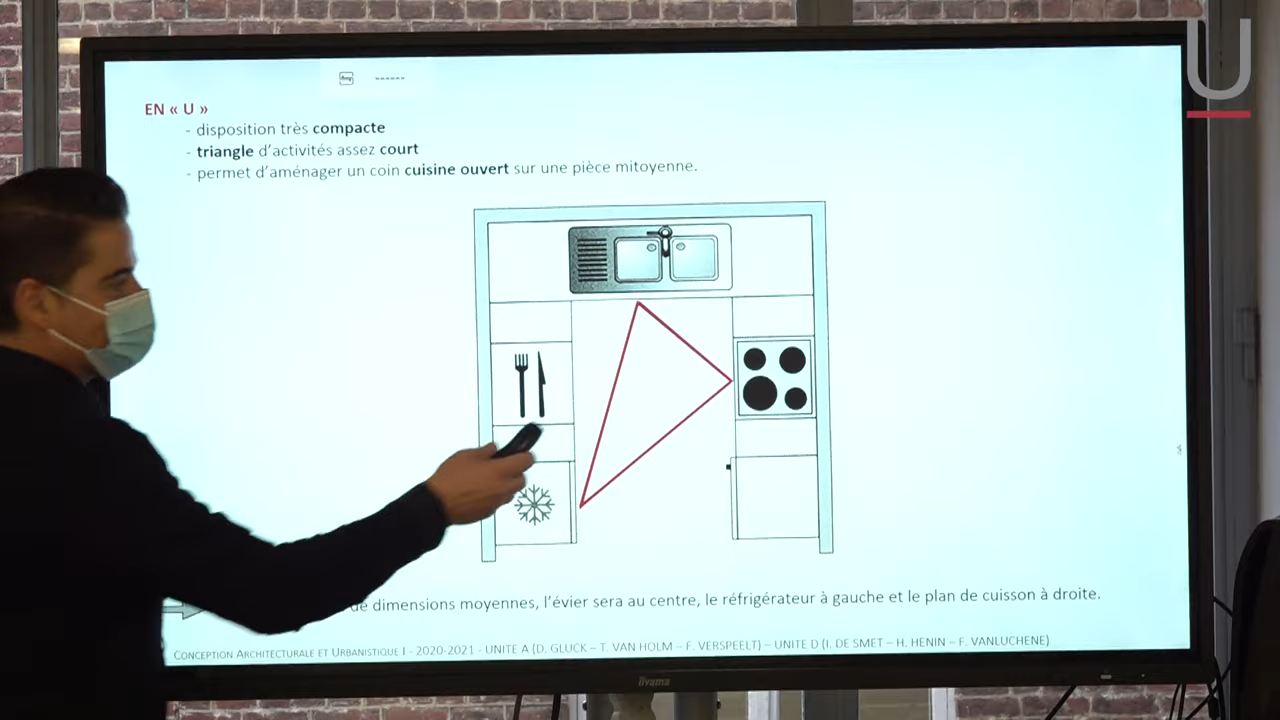 U
EN « U »
- disposition très compacte
- triangle d'activités assez court
- permet d'aménager un coin cuisine ouvert sur une pièce mitoyenne.
de dimensions moyennes, l'évier sera au centre, le réfrigérateur à gauche et le plan de cuisson à droite.
CONCEPTION ARCHITECTURALE ET URBANISTIQUE I - 2020-2021 - UNITE A (D. GLUCK – T. VAN HOLM – F. VERSPEELT) – UNITE D (I. DE SMET – H. HENIN – F. VANLUCHENE)
iiyama